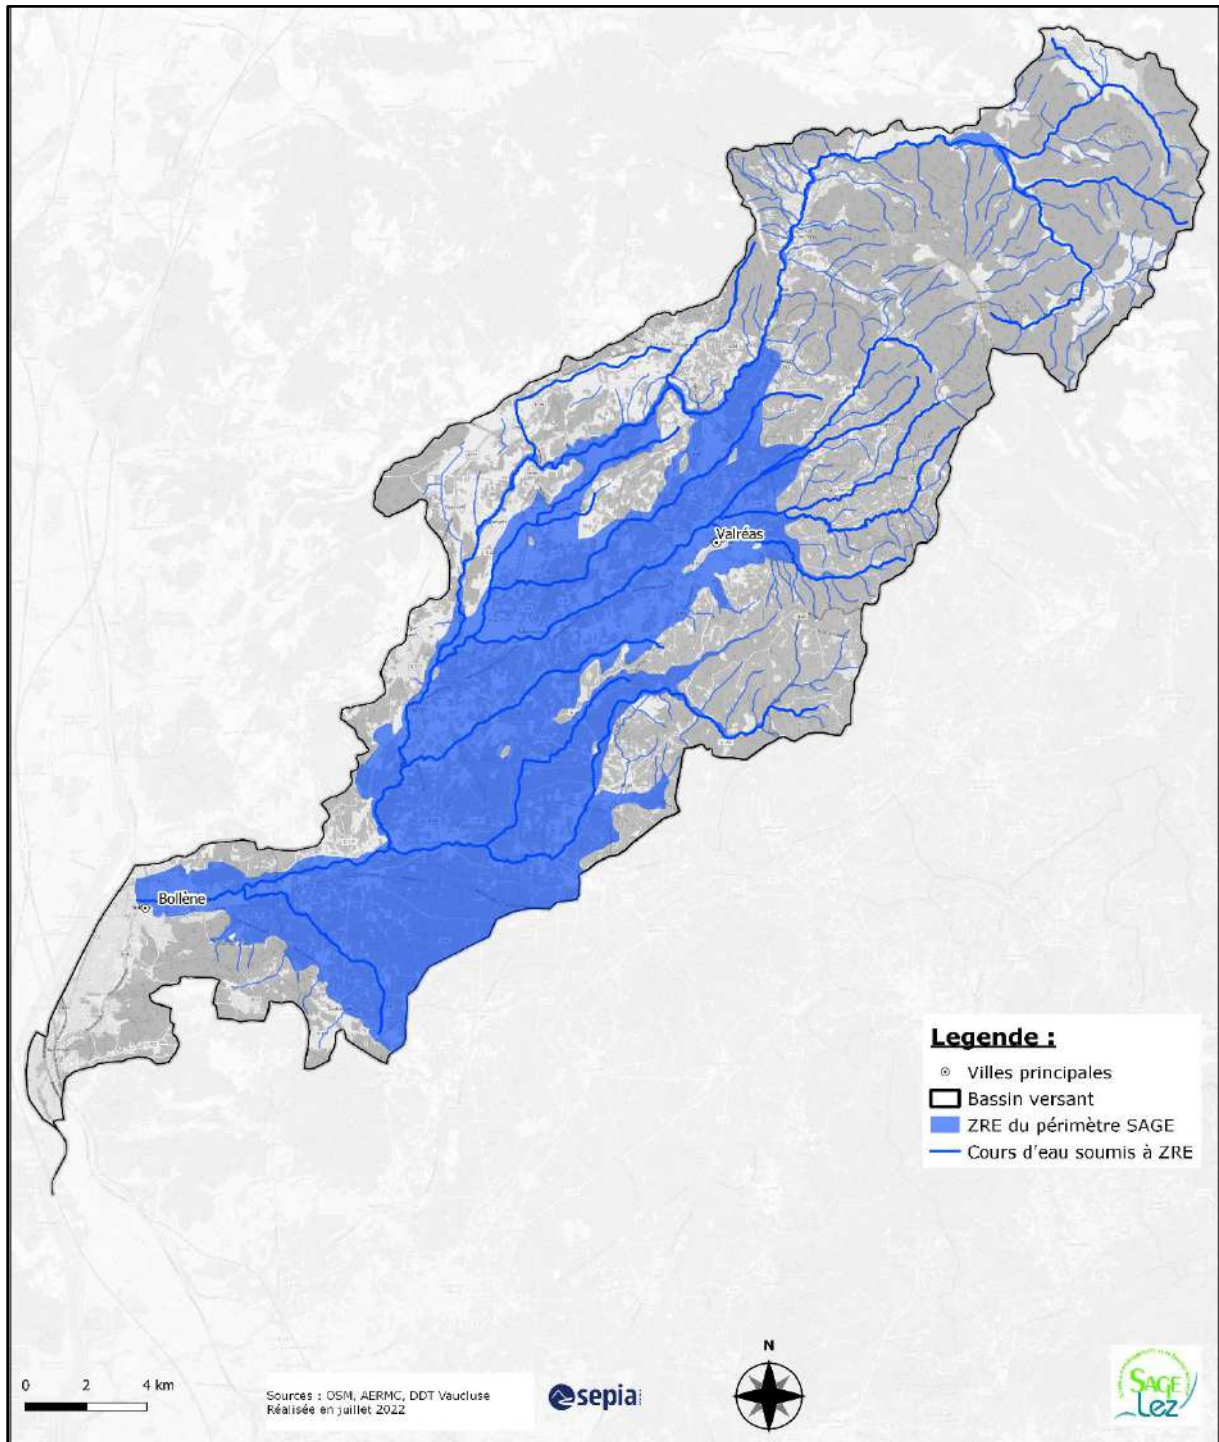 Valréas
Bollène
Legende :
Villes principales
Bassin versant
ZRE du périmètre SAGE
Cours d'eau soumis à ZRE
N
0 2 4 km
Sources : OSM, AERMC, DDT Vaucluse
Réalisée en juillet 2022
sepia
SAGE
Lez